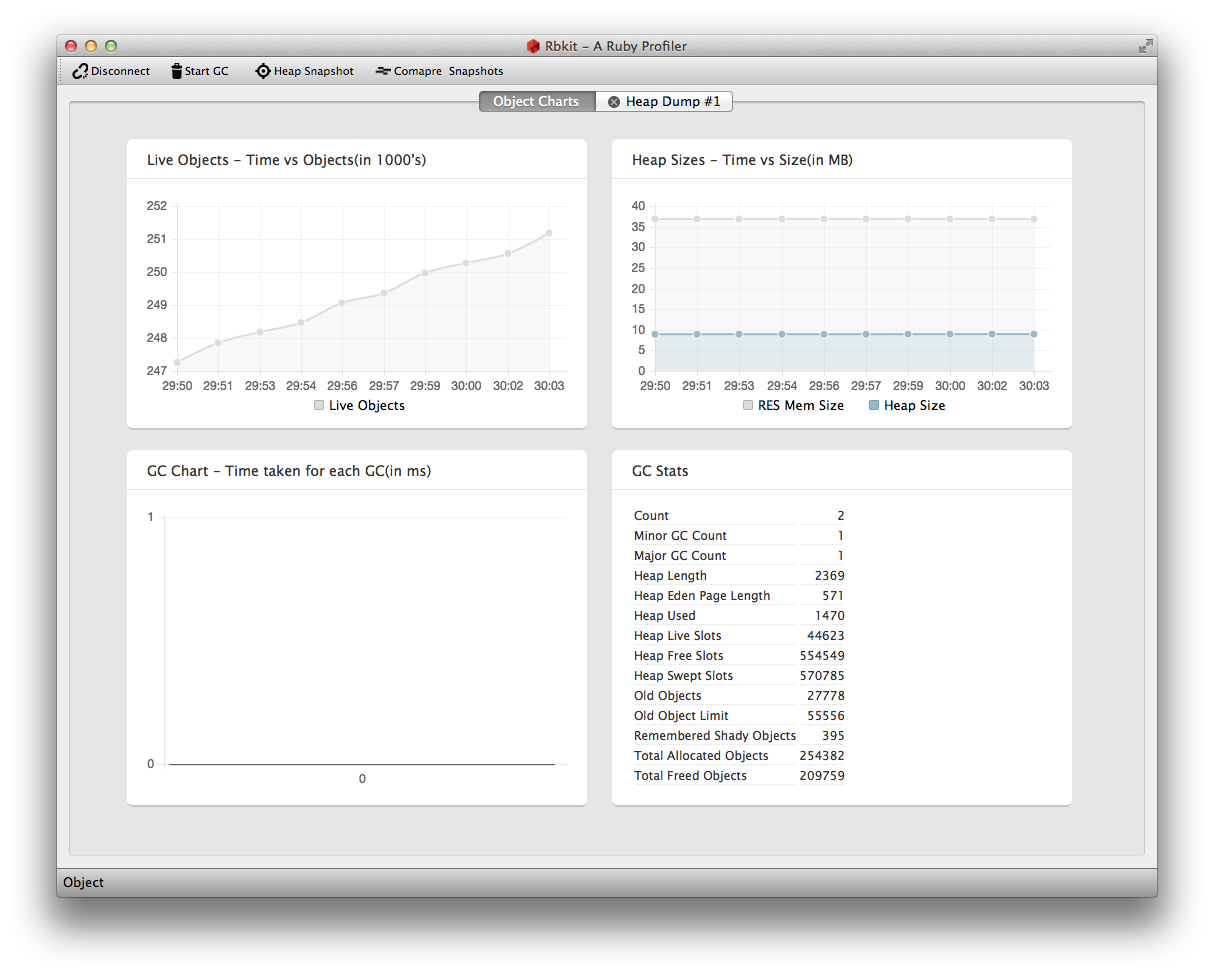 Rbkit – A Ruby Profiler
Disconnect Start GC Heap Snapshot Comapre Snapshots
Object Charts Heap Dump #1
Live Objects – Time vs Objects(in 1000's)
252
251
250
249
248
247
29:50 29:51 29:53 29:54 29:56 29:57 29:59 30:00 30:02 30:03
Live Objects
Heap Sizes – Time vs Size(in MB)
40
35
30
25
20
15
10
5
0
29:50 29:51 29:53 29:54 29:56 29:57 29:59 30:00 30:02 30:03
RES Mem Size Heap Size
GC Chart – Time taken for each GC(in ms)
1
0
0
GC Stats
Count 2
Minor GC Count 1
Major GC Count 1
Heap Length 2369
Heap Eden Page Length 571
Heap Used 1470
Heap Live Slots 44623
Heap Free Slots 554549
Heap Swept Slots 570785
Old Objects 27778
Old Object Limit 55556
Remembered Shady Objects 395
Total Allocated Objects 254382
Total Freed Objects 209759
Object